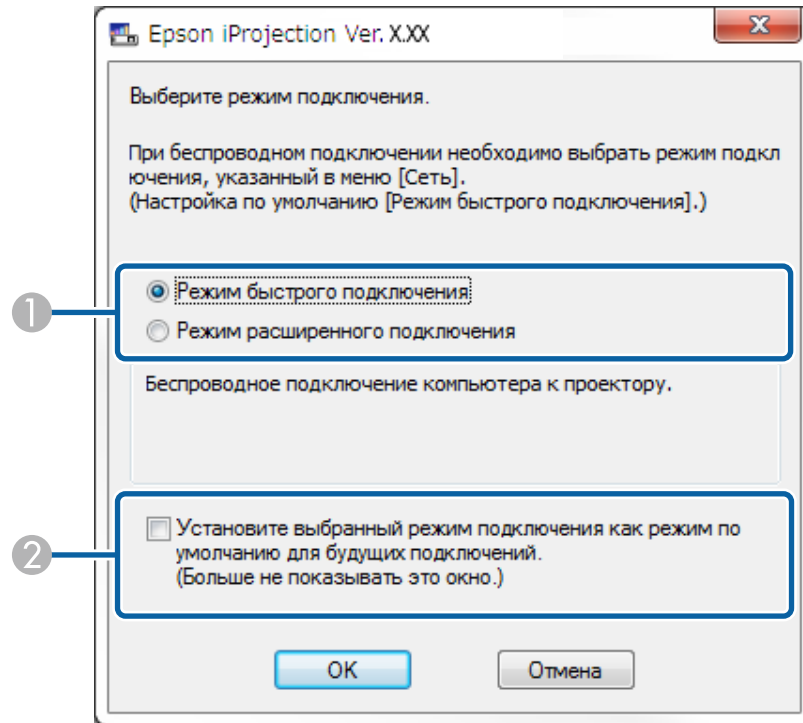 Epson iProjection Ver. X.XX
Выберите режим подключения.
При беспроводном подключении необходимо выбрать режим подкл
ючения, указанный в меню [Сеть].
(Настройка по умолчанию [Режим быстрого подключения].)
1
Режим быстрого подключения
Режим расширенного подключения
Беспроводное подключение компьютера к проектору.
2
Установите выбранный режим подключения как режим по
умолчанию для будущих подключений.
(Больше не показывать это окно.)
OK Отмена